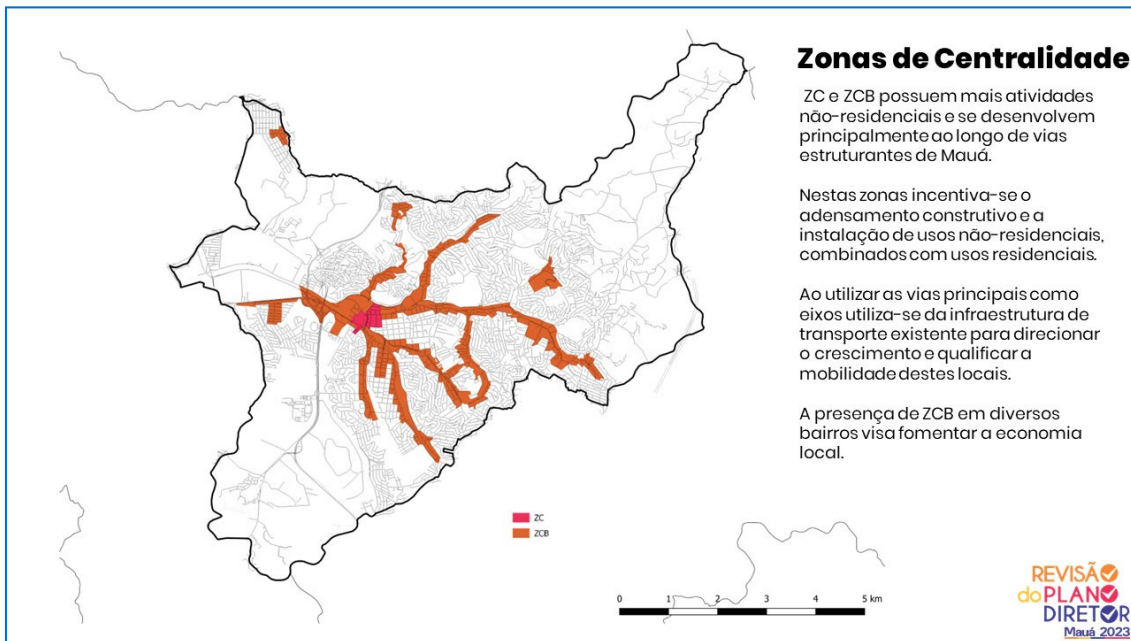 Zonas de Centralidade
ZC e ZCB possuem mais atividades
não-residenciais e se desenvolvem
principalmente ao longo de vias
estruturantes de Mauá.
Nestas zonas incentiva-se o
adensamento construtivo e a
instalação de usos não-residenciais,
combinados com usos residenciais.
Ao utilizar as vias principais como
eixos utiliza-se da infraestrutura de
transporte existente para direcionar
o crescimento e qualificar a
mobilidade destes locais.
A presença de ZCB em diversos
bairros visa fomentar a economia
local.
ZC
ZCB
0 1 2 3 4 5 km
REVISÃO
do PLANO
DIRETOR
Mauá 2023